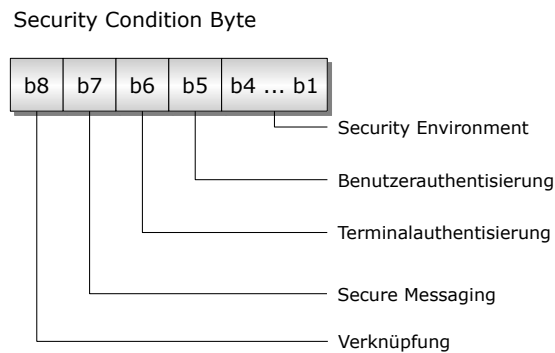 Security Condition Byte
b8 b7 b6 b5 b4 ... b1
Security Environment
Benutzerauthentisierung
Terminalauthentisierung
Secure Messaging
Verknüpfung